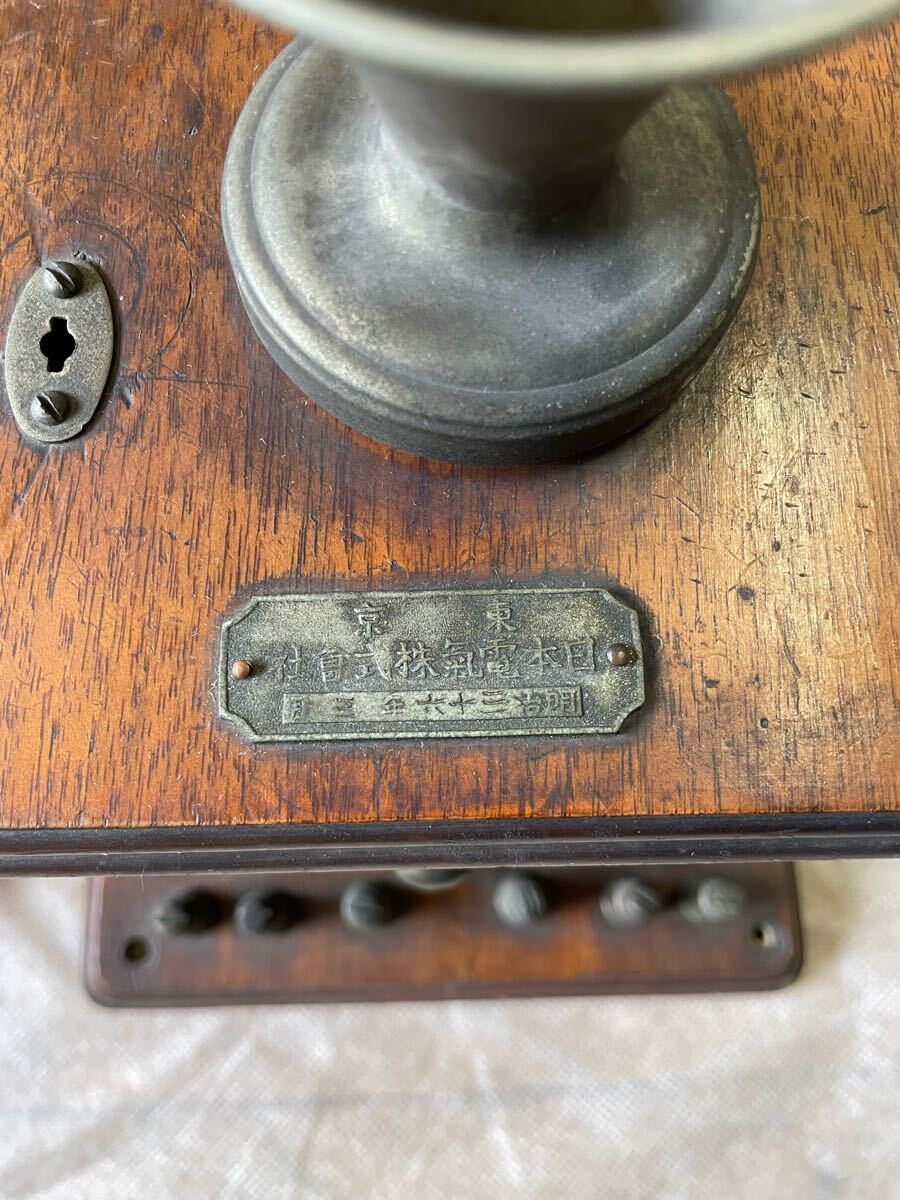 東京
日本電氣株式會社
明治三十六年三月